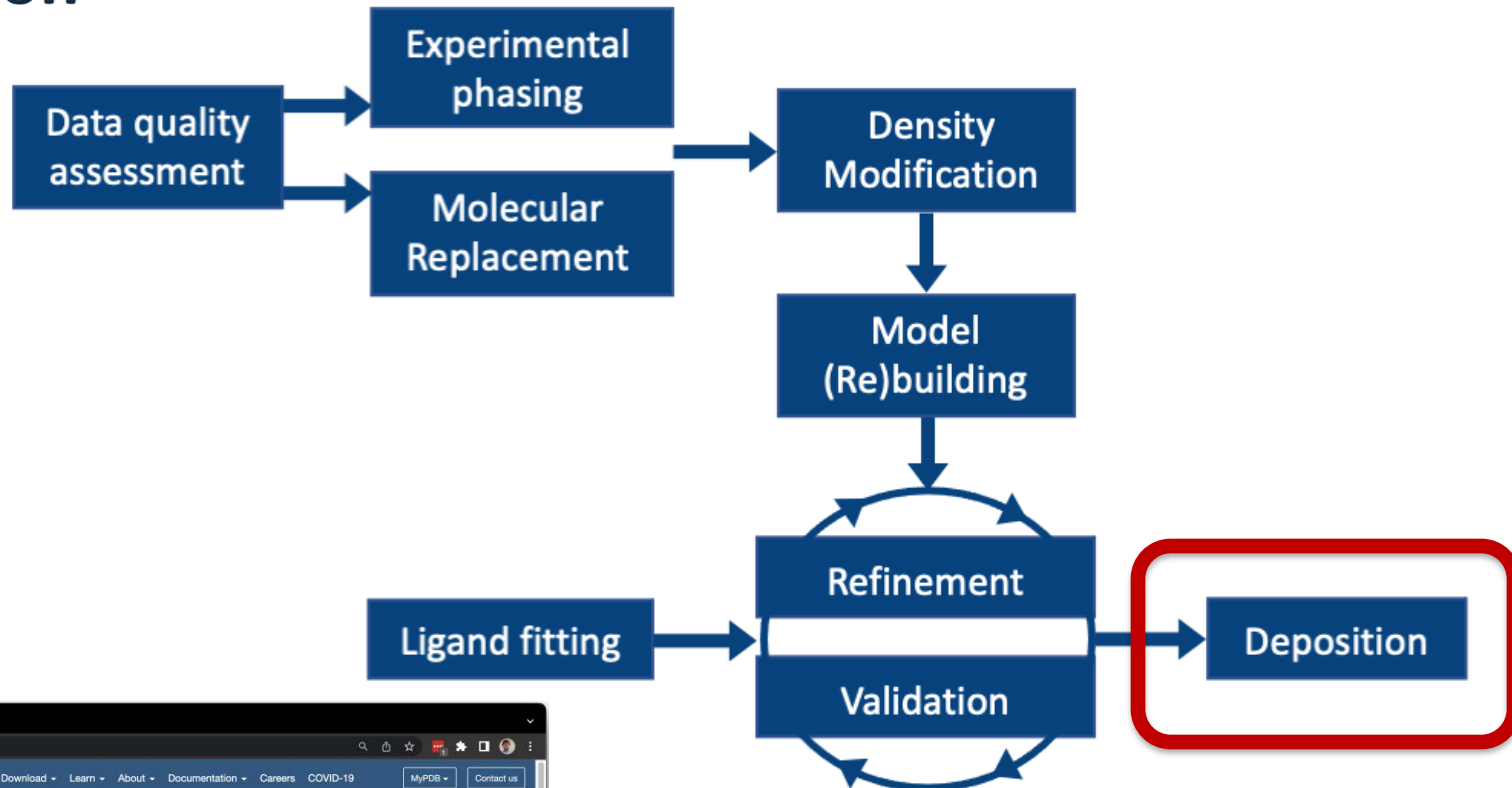 Experimental
phasing
Data quality
assessment
Molecular
Replacement
Density
Modification
Model
(Re)building
Refinement
Ligand fitting
Validation
Deposition
Download Learn About Documentation Careers COVID-19 MyPDB Contact us